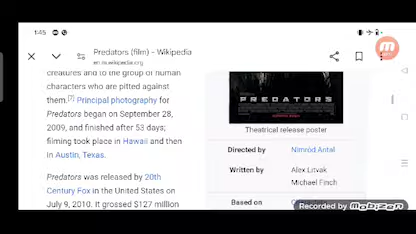 1:45
Predators (film) - Wikipedia
en.m.wikipedia.org
creatures and to the group of human
characters who are pitted against
them.[7] Principal photography for
Predators began on September 28,
2009, and finished after 53 days;
filming took place in Hawaii and then
in Austin, Texas.
Predators was released by 20th
Century Fox in the United States on
July 9, 2010. It grossed $127 million
PREDATORS
Theatrical release poster
Directed by Nimród Antal
Written by Alex Litvak
Michael Finch
Based on
Recorded by Mobizen